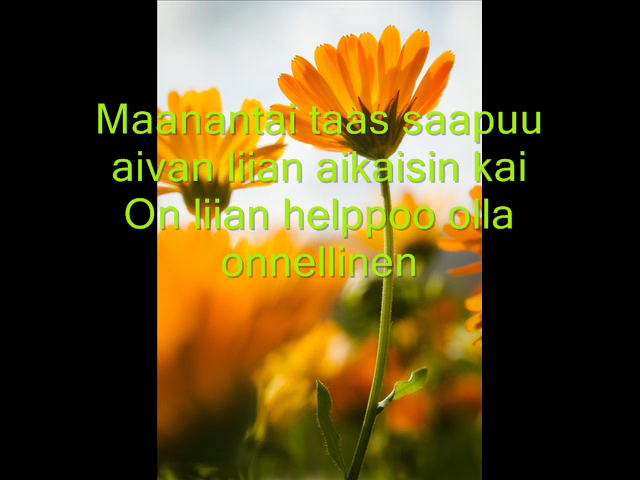 Maanantai taas saapuu
aivan liian aikaisin kai
On liian helppoo olla
onnellinen